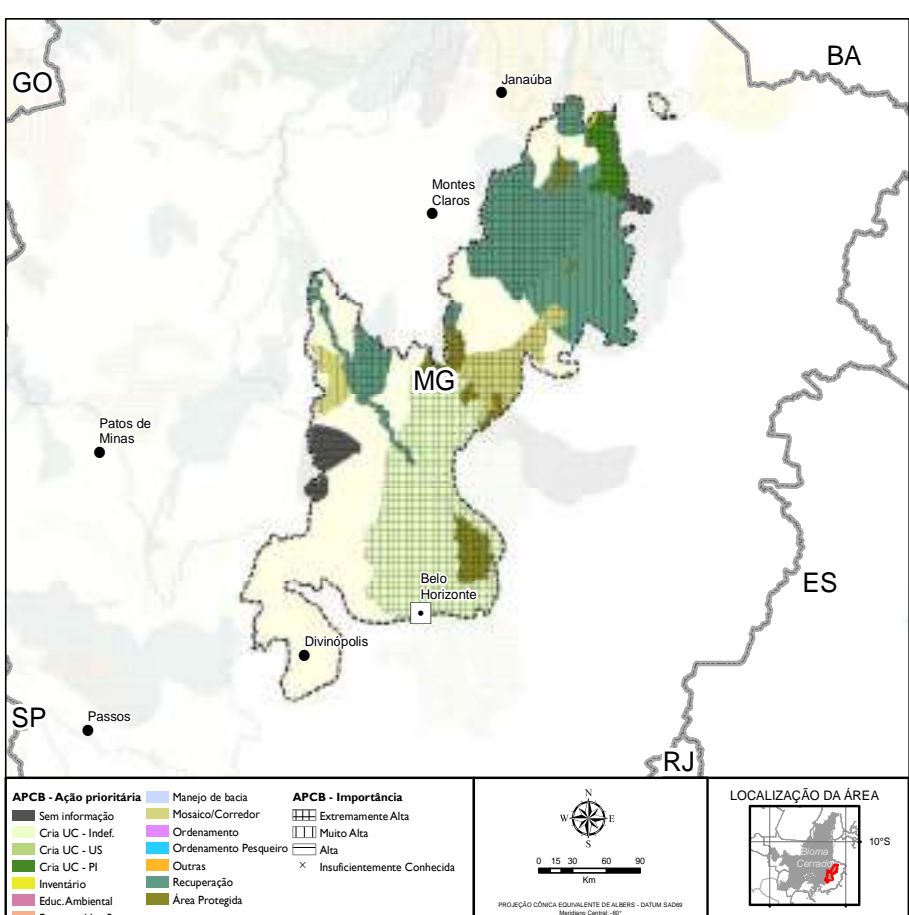 GO
BA
Janaúba
Montes
Claros
MG
Patos de
Minas
Belo
Horizonte
ES
Divinópolis
SP
Passos
RJ
APCB - Ação prioritária
Sem informação
Cria UC - Indef.
Cria UC - US
Cria UC - PI
Inventário
Educ. Ambiental
Manejo de bacia
Mosaico/Corredor
Ordenamento
Ordenamento Pesqueiro
Outras
Recuperação
Área Protegida
APCB - Importância
Extremamente Alta
Muito Alta
Alta
Insuficientemente Conhecida
N
W E
S
0 15 30 60 90
Km
PROJEÇÃO CÔNICA EQUIVALENTE DE ALBERS - DATUM SAD69
Meridiano Central: -60°
LOCALIZAÇÃO DA ÁREA
10°S
Bioma
Cerrado